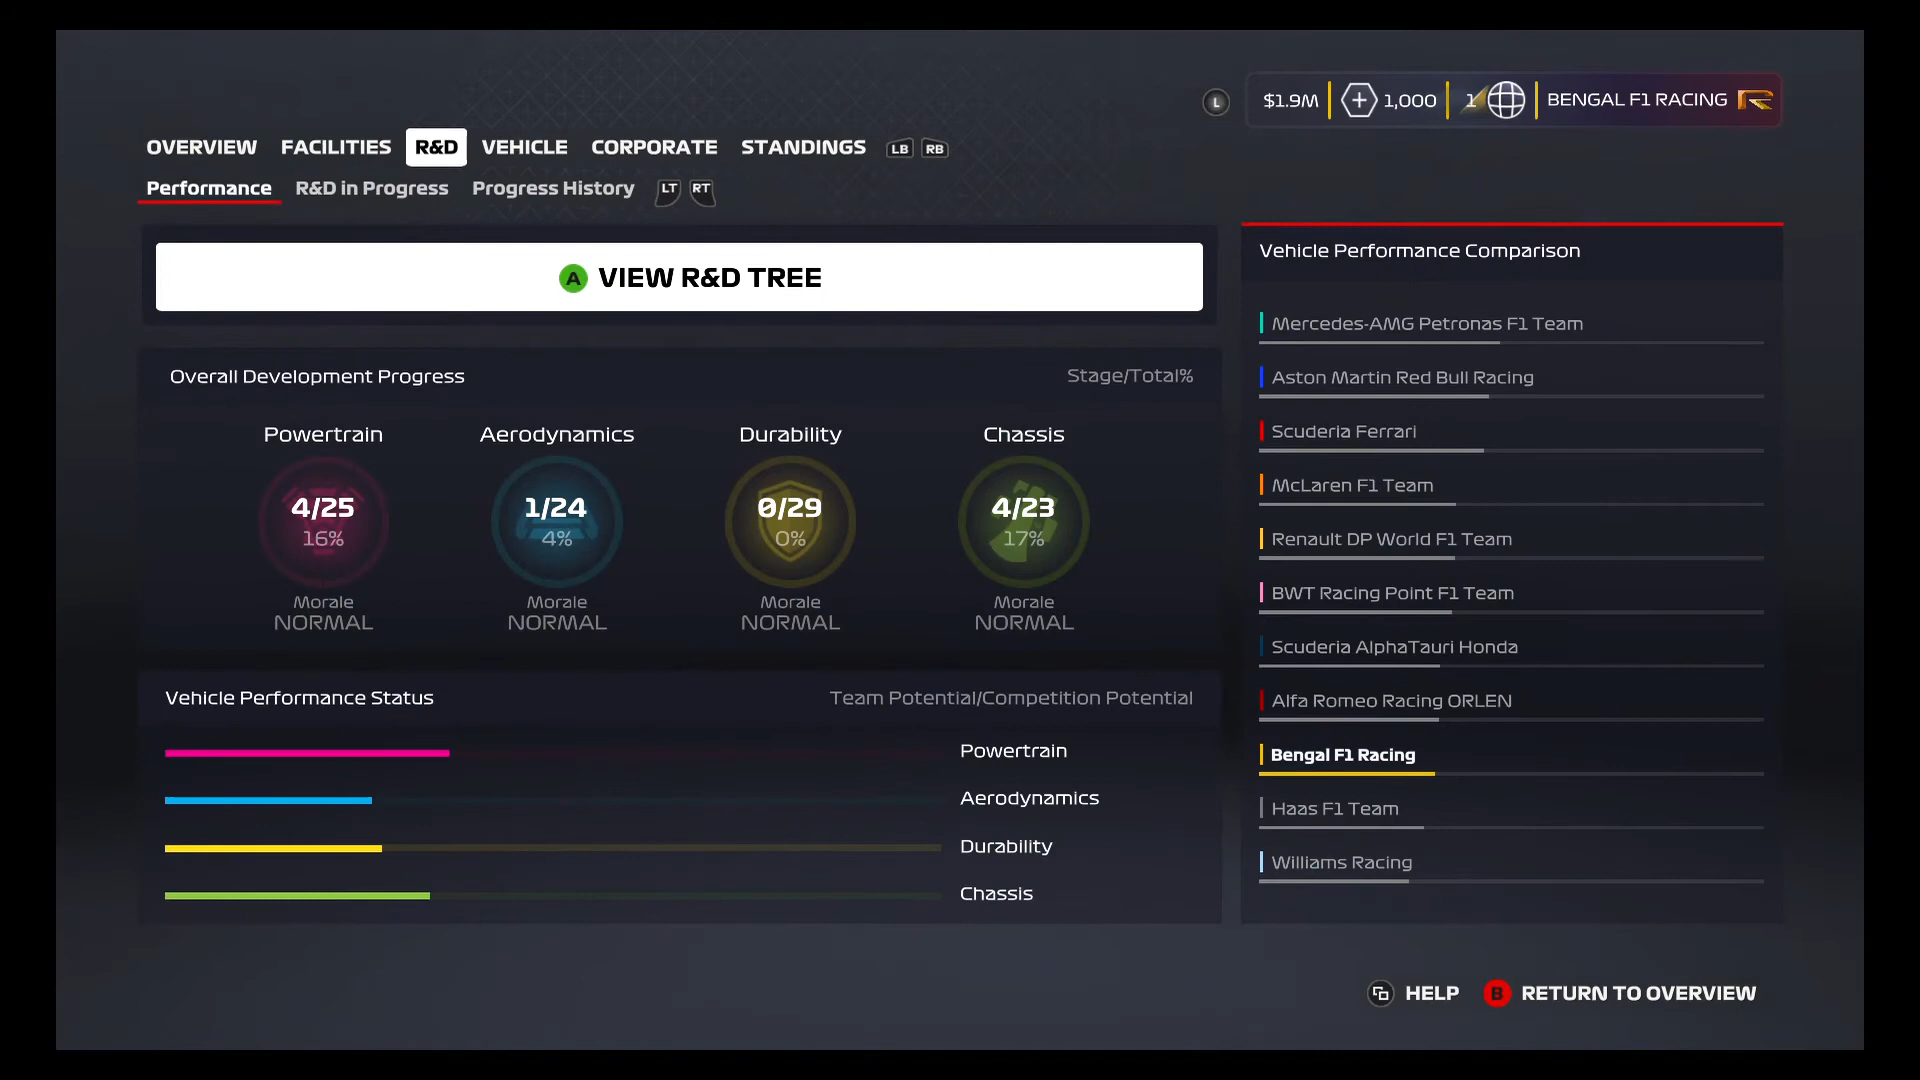 L
$1.9M 1,000 1 BENGAL F1 RACING
OVERVIEW FACILITIES R&D VEHICLE CORPORATE STANDINGS LB RB
Performance R&D in Progress Progress History LT RT
A VIEW R&D TREE
Overall Development Progress Stage/Total%
Powertrain Aerodynamics Durability Chassis
4/25 1/24 0/29 4/23
16% 4% 0% 17%
Morale Morale Morale Morale
NORMAL NORMAL NORMAL NORMAL
Vehicle Performance Status Team Potential/Competition Potential
Powertrain
Aerodynamics
Durability
Chassis
Vehicle Performance Comparison
Mercedes-AMG Petronas F1 Team
Aston Martin Red Bull Racing
Scuderia Ferrari
McLaren F1 Team
Renault DP World F1 Team
BWT Racing Point F1 Team
Scuderia AlphaTauri Honda
Alfa Romeo Racing ORLEN
Bengal F1 Racing
Haas F1 Team
Williams Racing
HELP B RETURN TO OVERVIEW